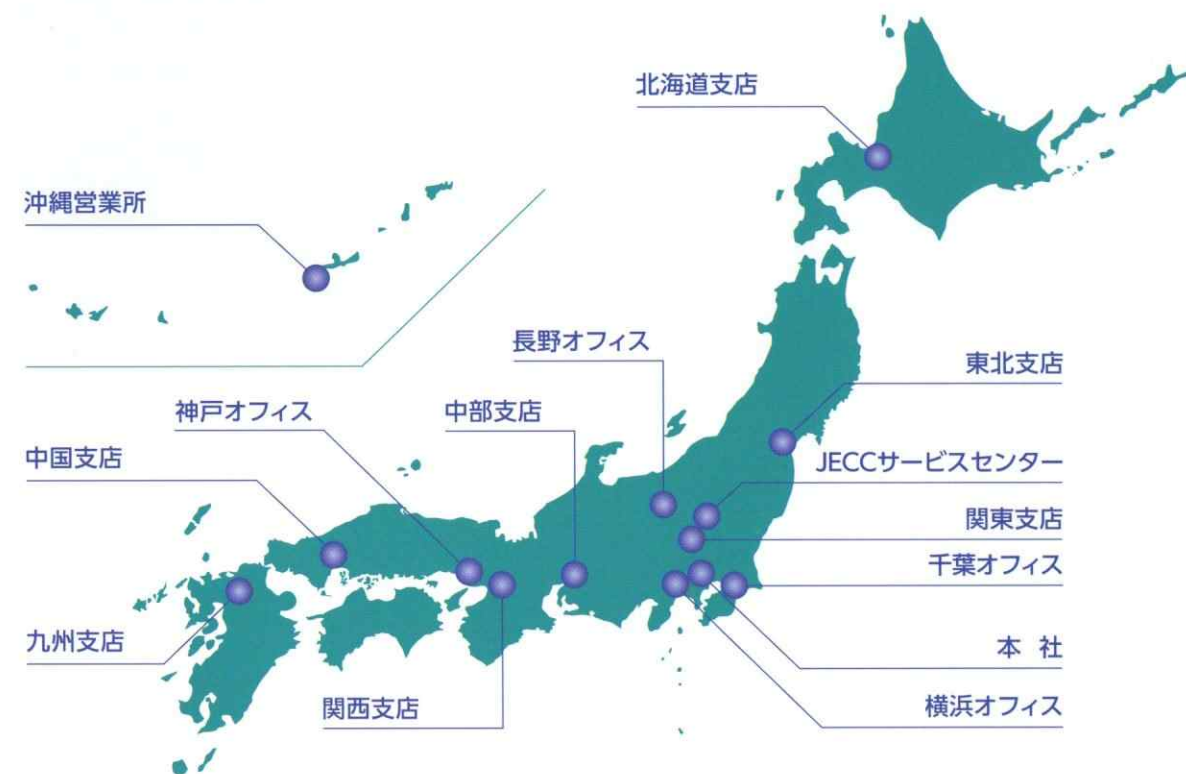 北海道支店
沖縄営業所
長野オフィス
東北支店
神戸オフィス
中部支店
中国支店
JECCサービスセンター
関東支店
千葉オフィス
九州支店
本 社
関西支店
横浜オフィス